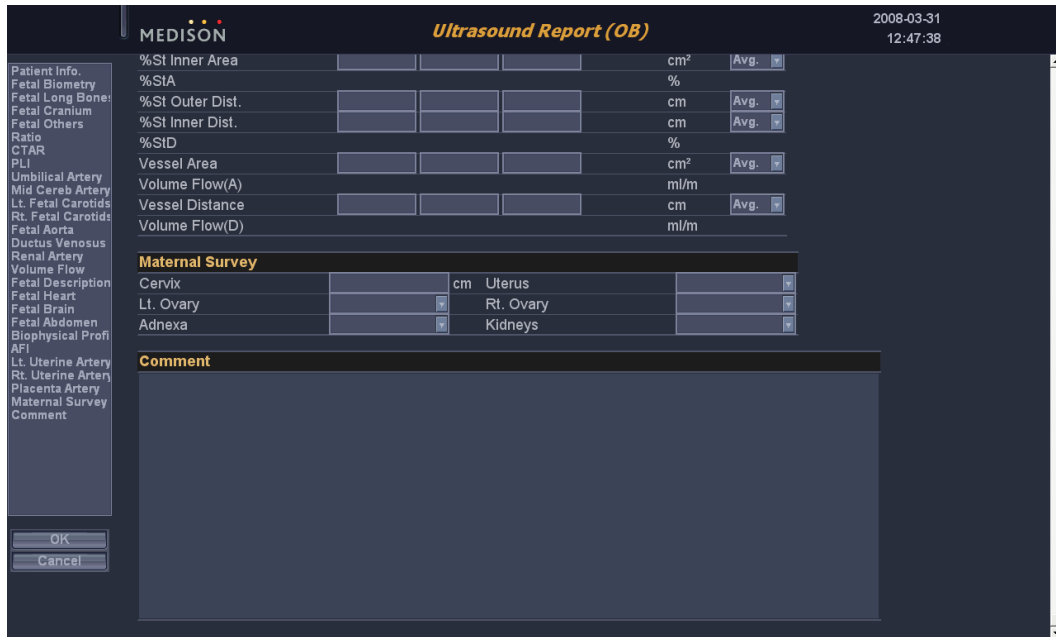 MEDISON
Ultrasound Report (OB)
2008-03-31
12:47:38
Patient Info.
Fetal Biometry
Fetal Long Bones
Fetal Cranium
Fetal Others
Ratio
CTAR
PLI
Umbilical Artery
Mid Cereb Artery
Lt. Fetal Carotids
Rt. Fetal Carotids
Fetal Aorta
Ductus Venosus
Renal Artery
Volume Flow
Fetal Description
Fetal Heart
Fetal Brain
Fetal Abdomen
Biophysical Profi
AFI
Lt. Uterine Artery
Rt. Uterine Artery
Placenta Artery
Maternal Survey
Comment
OK
Cancel
%St Inner Area cm² Avg.
%StA %
%St Outer Dist. cm Avg.
%St Inner Dist. cm Avg.
%StD %
Vessel Area cm² Avg.
Volume Flow(A) ml/m
Vessel Distance cm Avg.
Volume Flow(D) ml/m
Maternal Survey
Cervix cm Uterus
Lt. Ovary Rt. Ovary
Adnexa Kidneys
Comment